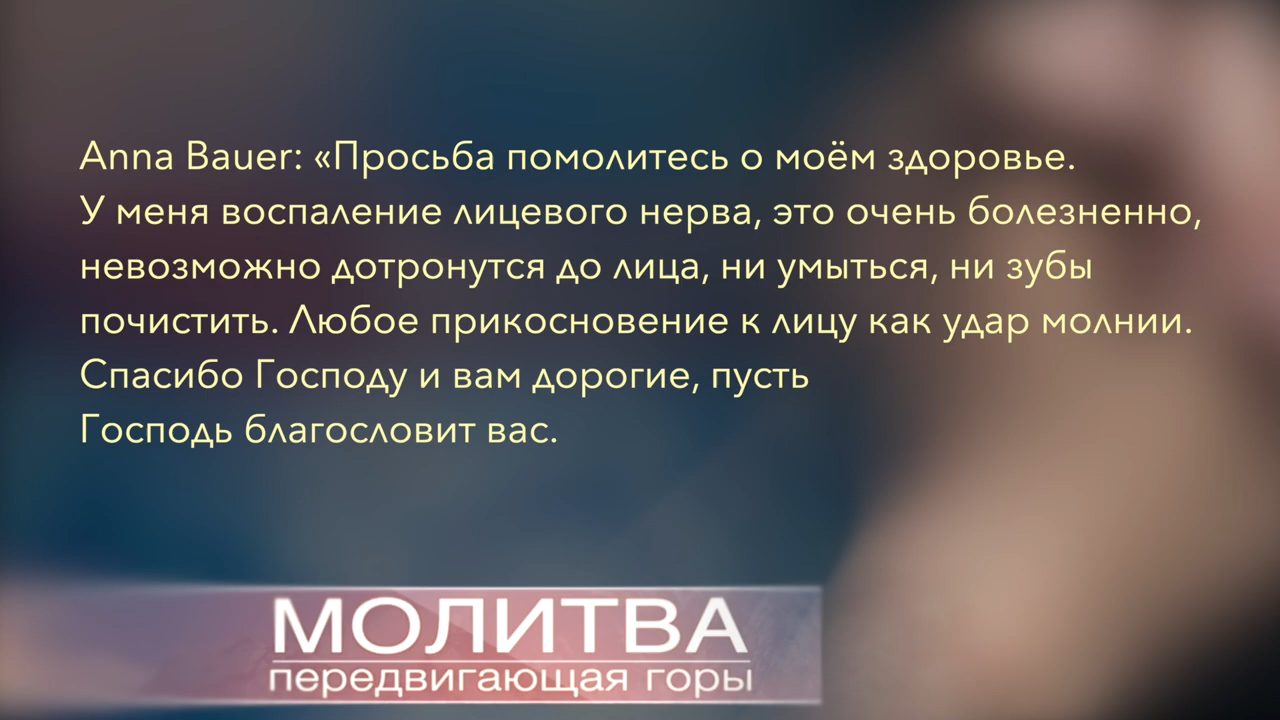 Anna Bauer: «Просьба помолитесь о моём здоровье.
У меня воспаление лицевого нерва, это очень болезненно,
невозможно дотронутся до лица, ни умыться, ни зубы
почистить. Любое прикосновение к лицу как удар молнии.
Спасибо Господу и вам дорогие, пусть
Господь благословит вас.
МОЛИТВА
передвигающая горы